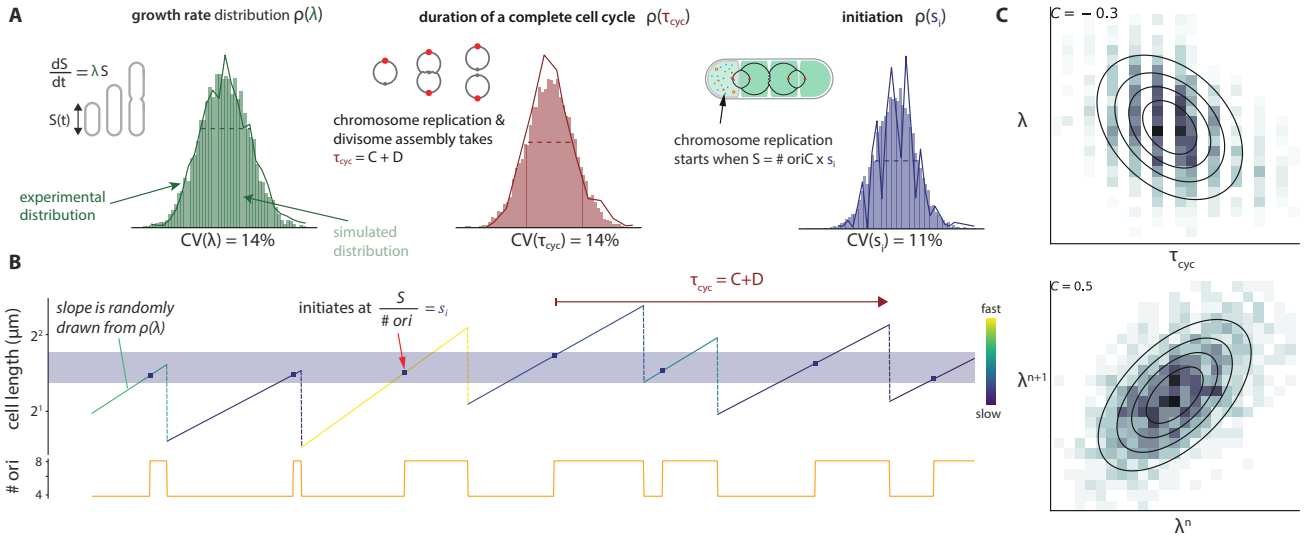 A
growth rate distribution ρ(λ)
dS/dt = λ S
S(t)
experimental
distribution
simulated
distribution
CV(λ) = 14%
duration of a complete cell cycle ρ(τcyc)
chromosome replication &
divisome assembly takes
τcyc = C + D
CV(τcyc) = 14%
initiation ρ(si)
chromosome replication
starts when S = # oriC x si
CV(si) = 11%
B
slope is randomly
drawn from ρ(λ)
initiates at S/# ori = si
τcyc = C+D
cell length (μm)
2²
2¹
fast
slow
# ori
8
4
C
C = − 0.3
λ
τcyc
C = 0.5
λⁿ⁺¹
λⁿ